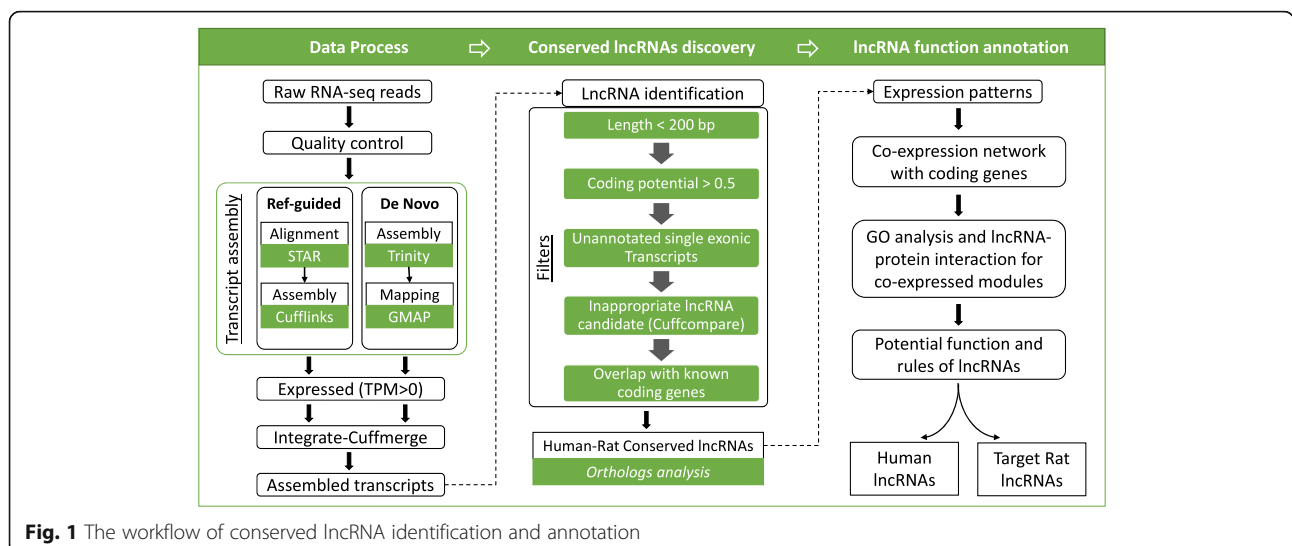 Data Process
Conserved lncRNAs discovery
lncRNA function annotation
Raw RNA-seq reads
Quality control
Transcript assembly
Ref-guided
Alignment
STAR
Assembly
Cufflinks
De Novo
Assembly
Trinity
Mapping
GMAP
Expressed (TPM>0)
Integrate-Cuffmerge
Assembled transcripts
LncRNA identification
Filters
Length < 200 bp
Coding potential > 0.5
Unannotated single exonic
Transcripts
Inappropriate lcRNA
candidate (Cuffcompare)
Overlap with known
coding genes
Human-Rat Conserved lncRNAs
Orthologs analysis
Expression patterns
Co-expression network
with coding genes
GO analysis and lncRNA-
protein interaction for
co-expressed modules
Potential function and
rules of lncRNAs
Human
lncRNAs
Target Rat
lncRNAs
Fig. 1 The workflow of conserved lncRNA identification and annotation